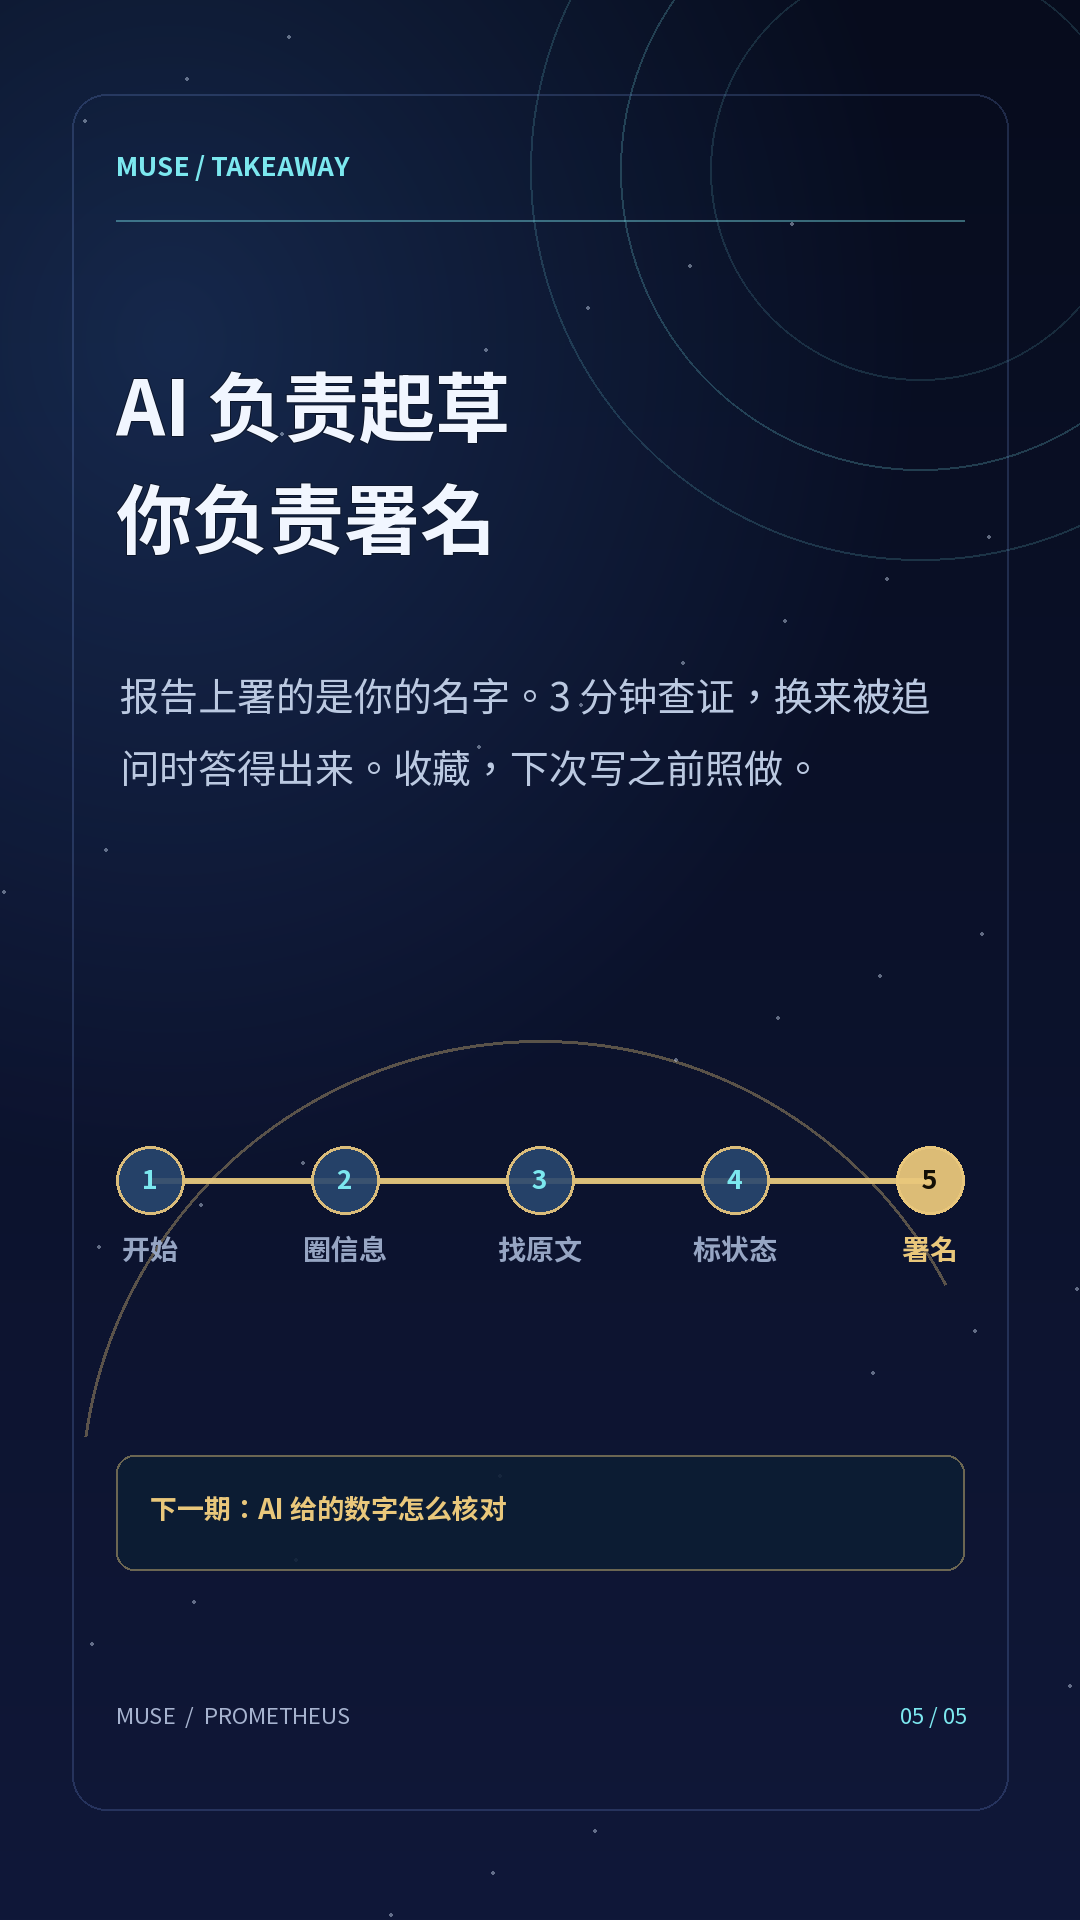 MUSE / TAKEAWAY
AI 负责起草
你负责署名
报告上署的是你的名字。3 分钟查证，换来被追
问时答得出来。收藏，下次写之前照做。
1 2 3 4 5
开始 圈信息 找原文 标状态 署名
下一期：AI 给的数字怎么核对
MUSE / PROMETHEUS
05 / 05